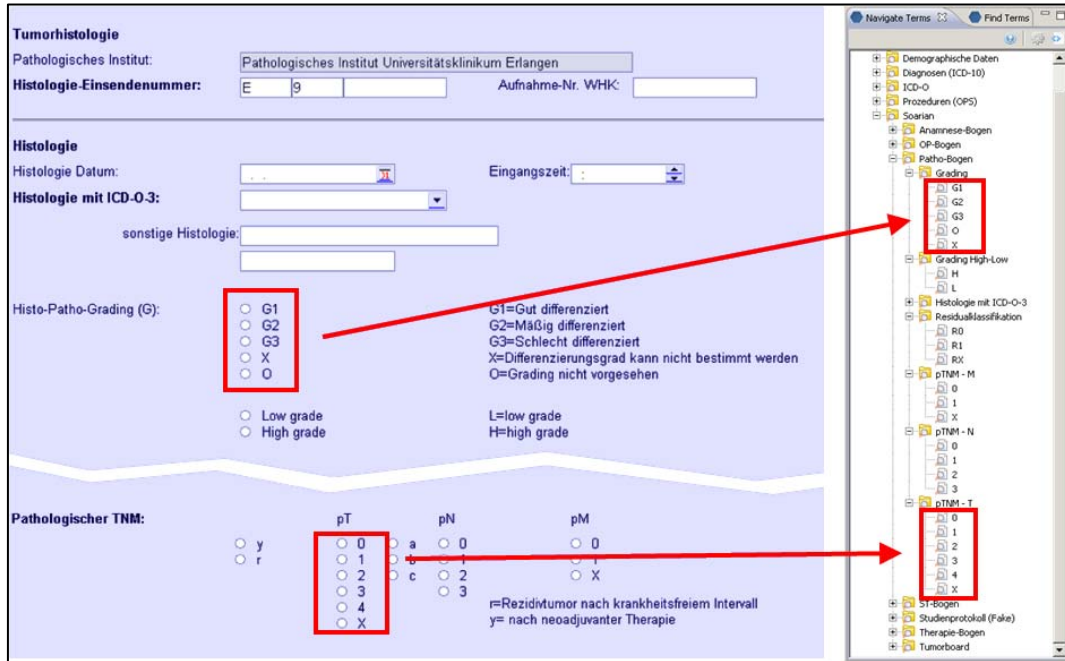 Tumorhistologie
Pathologisches Institut: Pathologisches Institut Universitätsklinikum Erlangen
Histologie-Einsendenummer: E 9 Aufnahme-Nr. WHK:
Histologie
Histologie Datum: . . Eingangszeit: :
Histologie mit ICD-O-3:
sonstige Histologie:
Histo-Patho-Grading (G): G1 G1=Gut differenziert
G2 G2=Mäßig differenziert
G3 G3=Schlecht differenziert
X X=Differenzierungsgrad kann nicht bestimmt werden
O O=Grading nicht vorgesehen
Low grade L=low grade
High grade H=high grade
Pathologischer TNM: pT pN pM
y 0 a 0 0
r 1 b 1 1
2 c 2 X
3 3
4 r=Rezidivtumor nach krankheitsfreiem Intervall
X y= nach neoadjuvanter Therapie
Navigate Terms Find Terms
Demographische Daten
Diagnosen (ICD-10)
ICD-O
Prozeduren (OPS)
Soarian
Anamnese-Bogen
OP-Bogen
Patho-Bogen
Grading
G1
G2
G3
O
X
Grading High-Low
H
L
Histologie mit ICD-O-3
Residualklassifikation
R0
R1
RX
pTNM - M
0
1
X
pTNM - N
0
1
2
3
pTNM - T
0
1
2
3
4
X
ST-Bogen
Studienprotokoll (Fake)
Therapie-Bogen
Tumorboard